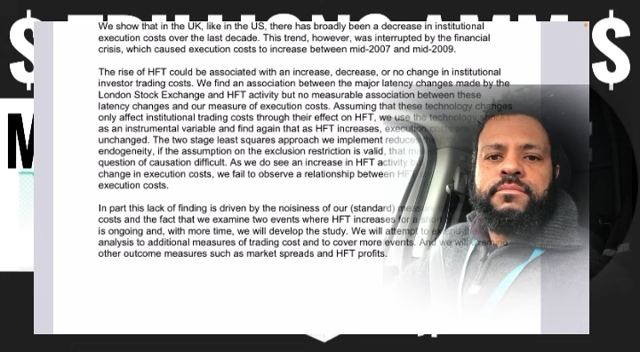 $ $
We show that in the UK, like in the US, there has broadly been a decrease in institutional
execution costs over the last decade. This trend, however, was interrupted by the financial
crisis, which caused execution costs to increase between mid-2007 and mid-2009.
The rise of HFT could be associated with an increase, decrease, or no change in institutional
investor trading costs. We find an association between the major latency changes made by the
London Stock Exchange and HFT activity but no measurable association between these
latency changes and our measure of execution costs. Assuming that these technology changes
only affect institutional trading costs through their effect on HFT, we use the technology
as an instrumental variable and find again that as HFT increases, execution
unchanged. The two stage least squares approach we implement reduces
endogeneity, if the assumption on the exclusion restriction is valid, that
question of causation difficult. As we do see an increase in HFT activity
change in execution costs, we fail to observe a relationship between
execution costs.
In part this lack of finding is driven by the noisiness of our (standard)
costs and the fact that we examine two events where HFT increases for a
is ongoing and, with more time, we will develop the study. We will attempt to
analysis to additional measures of trading cost and to cover more events. And we will
other outcome measures such as market spreads and HFT profits.